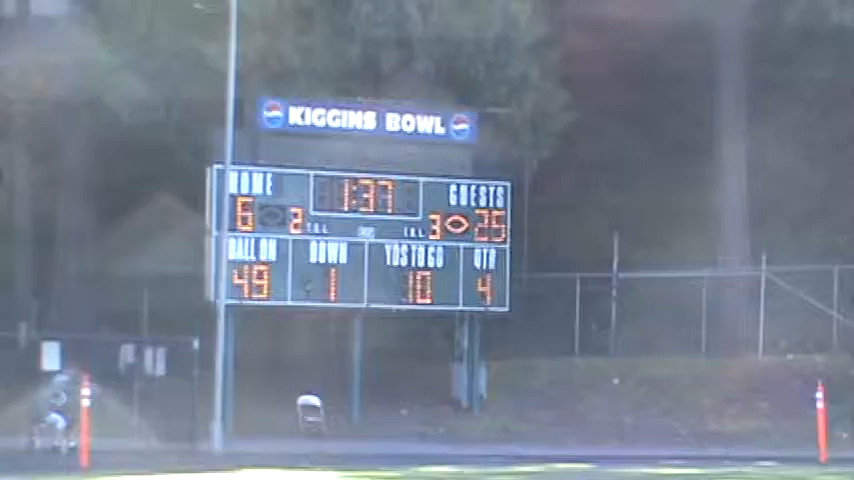 KIGGINS BOWL
HOME 1:37 GUESTS
6 2 T.O.L. T.O.L. 3 25
BALL ON DOWN YDS TO GO QTR
49 1 10 4